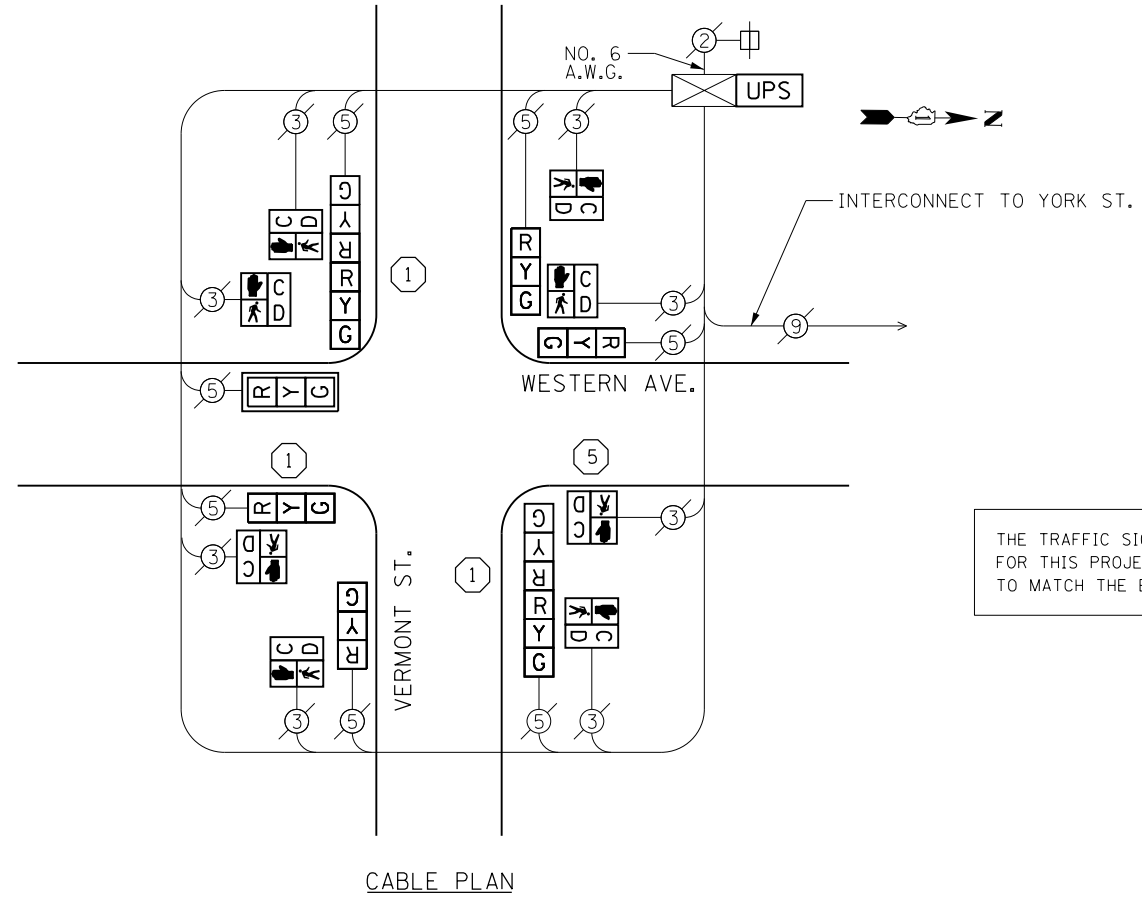 2
NO. 6
A.W.G.
UPS
3
5
5
3
1
N
INTERCONNECT TO YORK ST.
G
Y
R
R
Y
G
C D
D C
R
Y
G
C
D
3
C
D
1
C
D
3
9
G Y R
5
5
R Y G
WESTERN AVE.
1
5
5
R Y G
G
Y
R
R
Y
G
D
C
3
3
D
C
1
G
Y
R
VERMONT ST.
C D
D C
3
5
5
3
THE TRAFFIC SI
FOR THIS PROJE
TO MATCH THE
CABLE PLAN